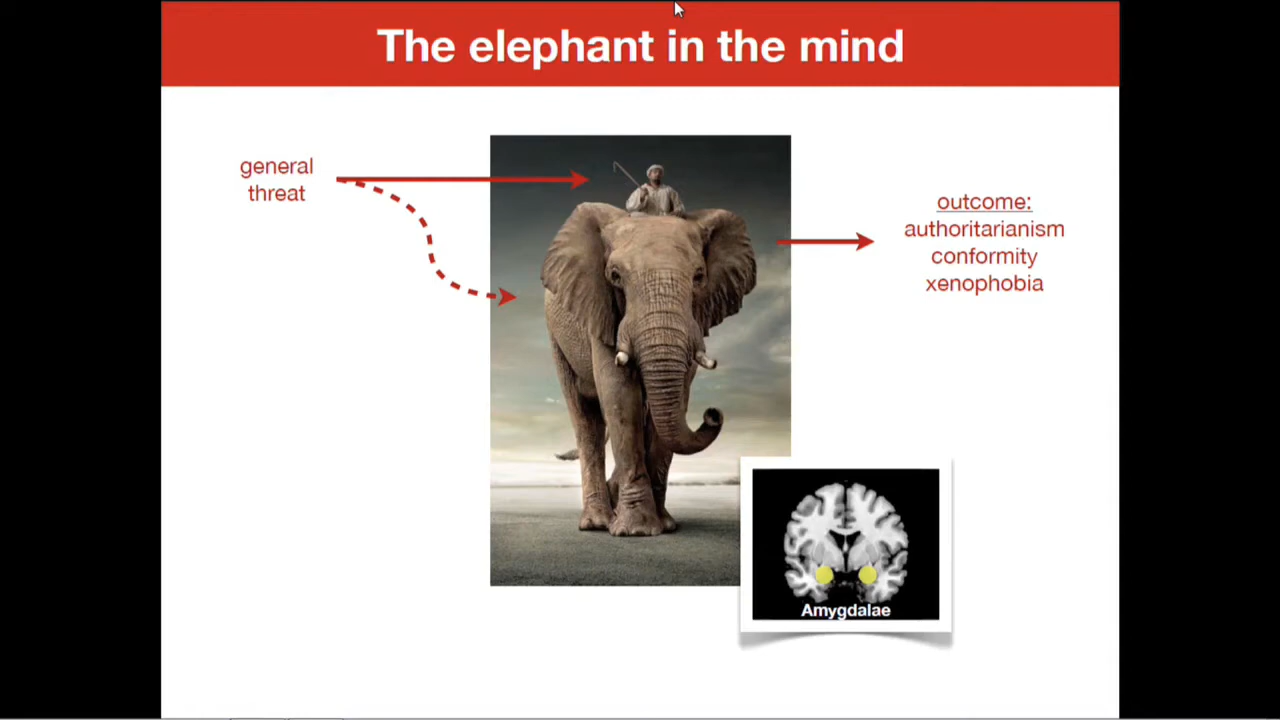 The elephant in the mind
general
threat
outcome:
authoritarianism
conformity
xenophobia
Amygdalae